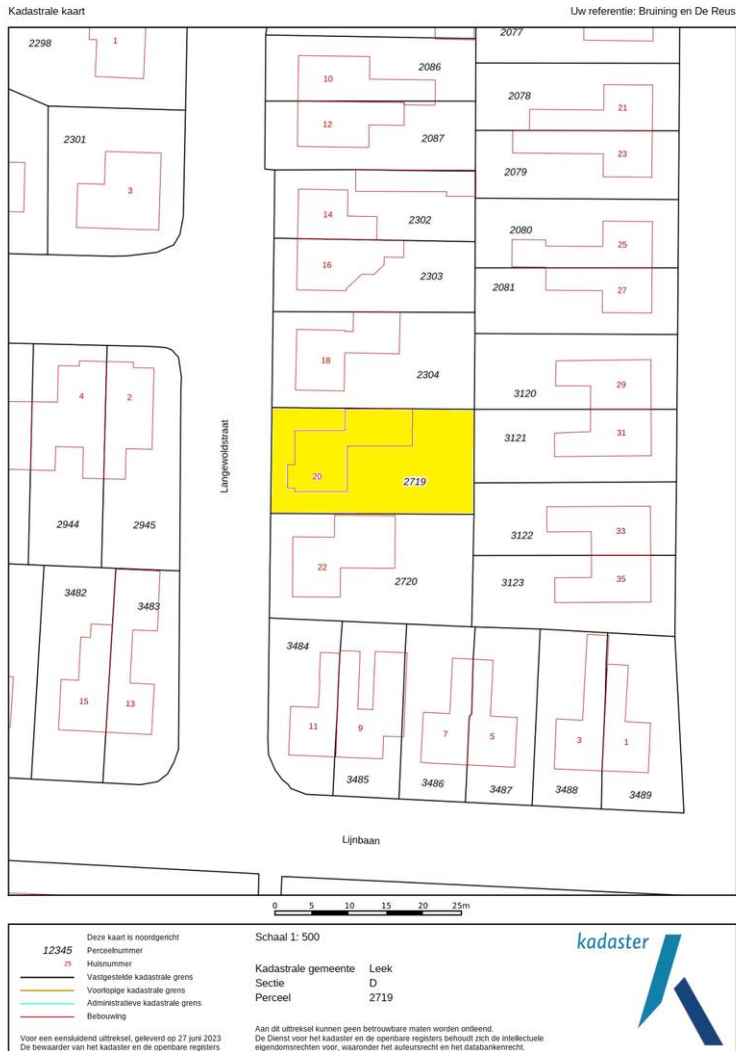 Kadastrale kaart
Uw referentie: Bruining en De Reus
2298
1
2086
10
2077
2078
21
12
2087
23
2079
2301
3
14
2302
2080
25
16
2303
2081
27
18
2304
3120
29
4
2
3121
31
Langewoldstraat
20
2719
2944
2945
3122
33
22
2720
3123
35
3482
3483
3484
15
13
11
9
7
5
3
1
3485
3486
3487
3488
3489
Lijnbaan
0 5 10 15 20 25m
Deze kaart is noordgericht
12345 Perceelnummer
25 Huisnummer
Vastgestelde kadastrale grens
Voorlopige kadastrale grens
Administratieve kadastrale grens
Bebouwing
Voor een eensluidend uittreksel, geleverd op 27 juni 2023
De bewaarder van het kadaster en de openbare registers
Schaal 1: 500
Kadastrale gemeente Leek
Sectie D
Perceel 2719
Aan dit uittreksel kunnen geen betrouwbare maten worden ontleend.
De Dienst voor het kadaster en de openbare registers behoudt zich de intellectuele
eigendomsrechten voor, waaronder het auteursrecht en het databankenrecht.
kadaster